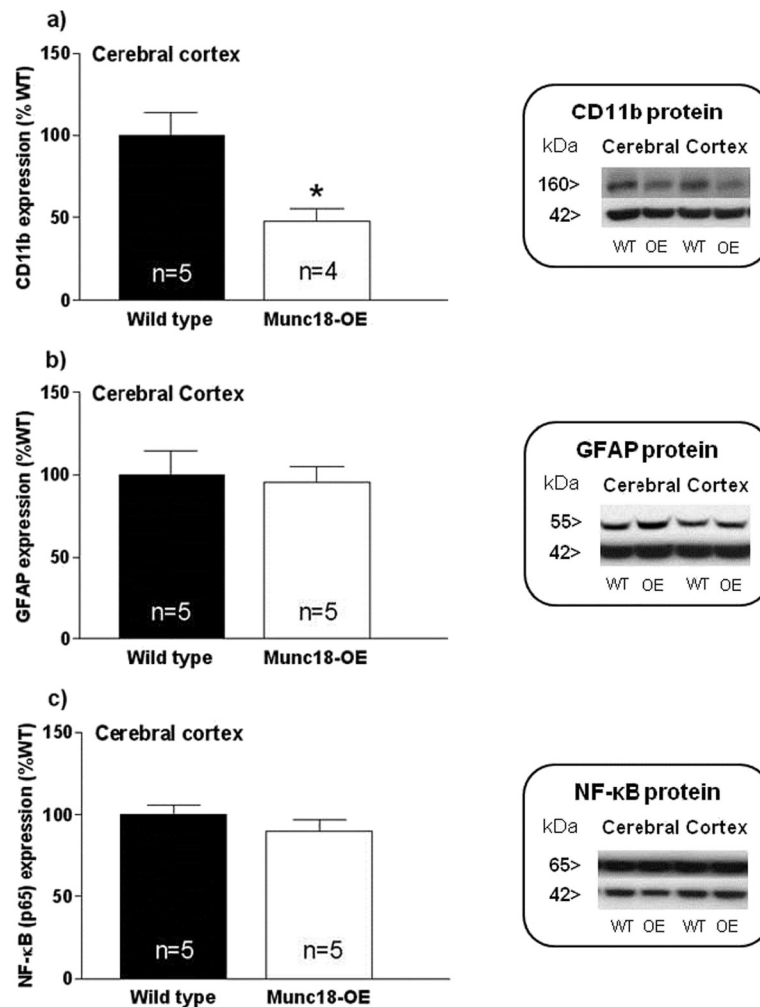 a)
Cerebral cortex
CD11b expression (% WT)
150
100
50
0
*
n=5
n=4
Wild type
Munc18-OE
CD11b protein
kDa
Cerebral Cortex
160>
42>
WT OE WT OE
b)
Cerebral Cortex
GFAP expression (%WT)
150
100
50
0
n=5
n=5
Wild type
Munc18-OE
GFAP protein
kDa
Cerebral Cortex
55>
42>
WT OE WT OE
c)
Cerebral cortex
NF-κB (p65) expression (%WT)
150
100
50
0
n=5
n=5
Wild type
Munc18-OE
NF-κB protein
kDa
Cerebral Cortex
65>
42>
WT OE WT OE